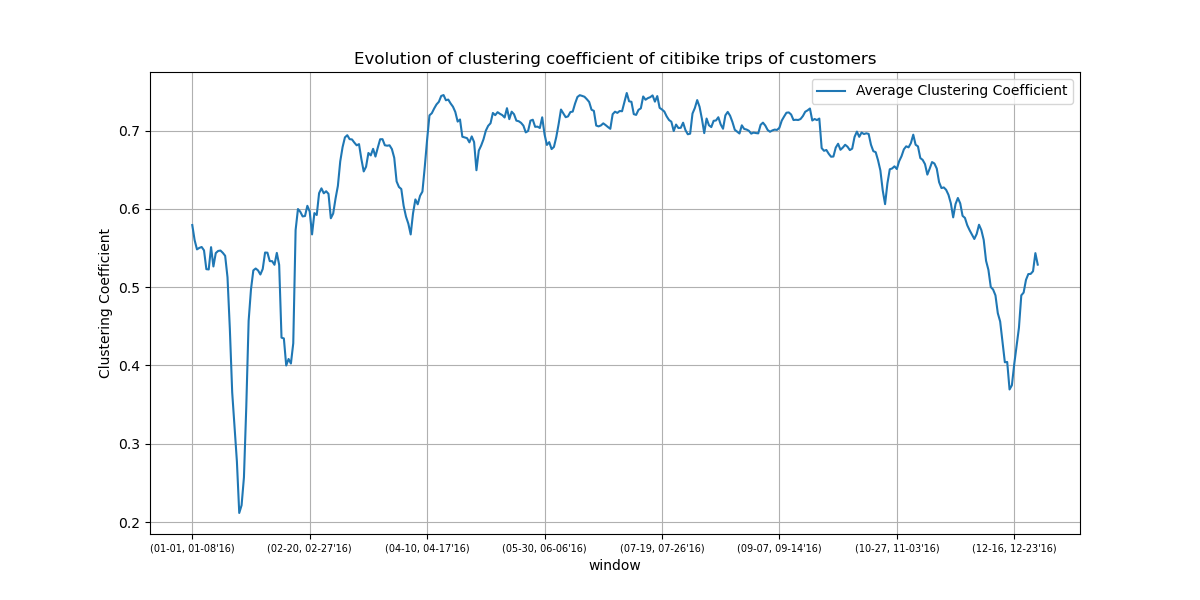 Evolution of clustering coefficient of citibike trips of customers
Average Clustering Coefficient
Clustering Coefficient
0.7
0.6
0.5
0.4
0.3
0.2
(01-01, 01-08'16) (02-20, 02-27'16) (04-10, 04-17'16) (05-30, 06-06'16) (07-19, 07-26'16) (09-07, 09-14'16) (10-27, 11-03'16) (12-16, 12-23'16)
window